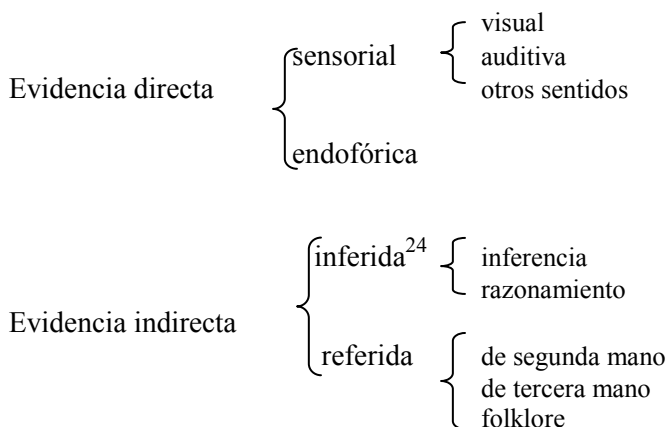 Evidencia directa
sensorial
visual
auditiva
otros sentidos
endofórica
Evidencia indirecta
inferida24
inferencia
razonamiento
referida
de segunda mano
de tercera mano
folklore